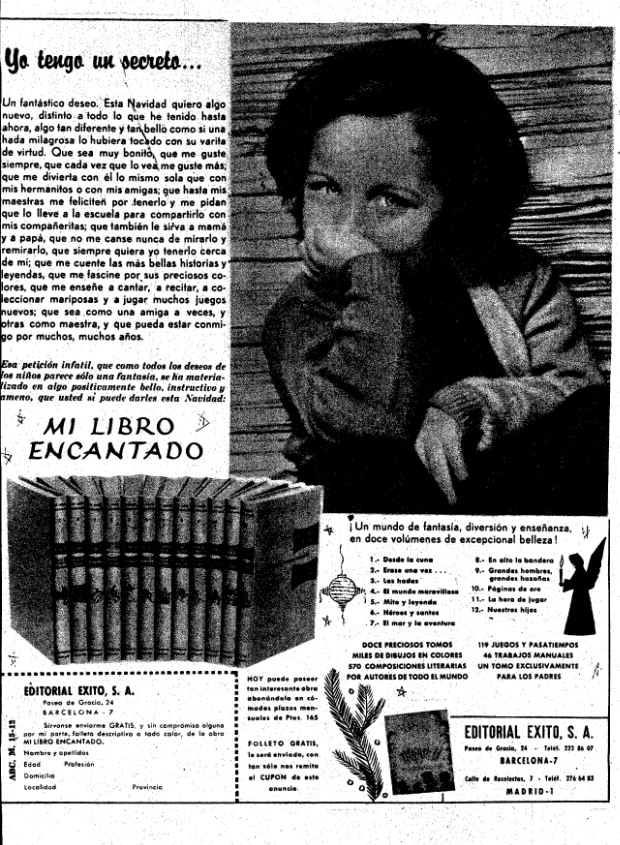 Yo tengo un secreto...
Un fantástico deseo. Esta Navidad quiero algo
nuevo, distinto a todo lo que he tenido hasta
ahora, algo tan diferente y tan bello como si una
hada milagrosa lo hubiera tocado con su varita
de virtud. Que sea muy bonito, que me guste
siempre, que cada vez que lo vea me guste más;
que me divierta con él lo mismo sola que con
mis hermanitos o con mis amigas; que hasta mis
maestras me feliciten por tenerlo y me pidan
que lo lleve a la escuela para compartirlo con
mis compañeritas; que también le sirva a mamá
y a papá, que no me canse nunca de mirarlo y
remirarlo, que siempre quiera yo tenerlo cerca
de mí; que me cuente las más bellas historias y
leyendas, que me fascine por sus preciosos co-
lores, que me enseñe a cantar, a recitar, a co-
leccionar mariposas y a jugar muchos juegos
nuevos; que sea como una amiga a veces, y
otras como maestra, y que pueda estar conmi-
go por muchos, muchos años.
Esa petición infatil, que como todos los deseos de
los niños parece sólo una fantasía, se ha materia-
lizado en algo positivamente bello, instructivo y
ameno, que usted sí puede darles esta Navidad:
MI LIBRO
ENCANTADO
¡Un mundo de fantasía, diversión y enseñanza,
en doce volúmenes de excepcional belleza!
1.- Desde la cuna
2.- Erase una vez ...
3.- Las hadas
4.- El mundo maravilloso
5.- Mito y leyenda
6.- Héroes y santos
7.- El mar y la aventura
8.- En alto la bandera
9.- Grandes hombres,
grandes hazañas
10.- Páginas de oro
11.- La hora de jugar
12.- Nuestros hijos
DOCE PRECIOSOS TOMOS
MILES DE DIBUJOS EN COLORES
570 COMPOSICIONES LITERARIAS
POR AUTORES DE TODO EL MUNDO
119 JUEGOS Y PASATIEMPOS
46 TRABAJOS MANUALES
UN TOMO EXCLUSIVAMENTE
PARA LOS PADRES
ABC. M. 15-12
EDITORIAL EXITO, S. A.
Paseo de Gracia, 24
BARCELONA - 7
Sírvanse enviarme GRATIS, y sin compromiso alguno
por mi parte, folleto descriptivo a todo color, de la obra
MI LIBRO ENCANTADO.
Nombre y apellidos
Edad Profesión
Domicilio
Localidad Provincia
HOY puede poseer
tan interesante obra
abonándola en có-
modos plazos men-
suales de Ptas. 165
FOLLETO GRATIS,
le será enviado, con
tan sólo nos remita
el CUPON de este
anuncio.
EDITORIAL EXITO, S. A.
Paseo de Gracia, 24 - Teléf. 222 86 07
BARCELONA-7
Calle de Recoletos, 7 - Teléf. 276 64 83
MADRID-1